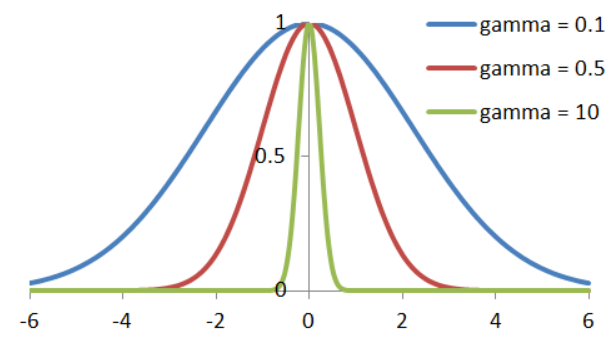 1
gamma = 0.1
gamma = 0.5
gamma = 10
0.5
0
-6 -4 -2 0 2 4 6